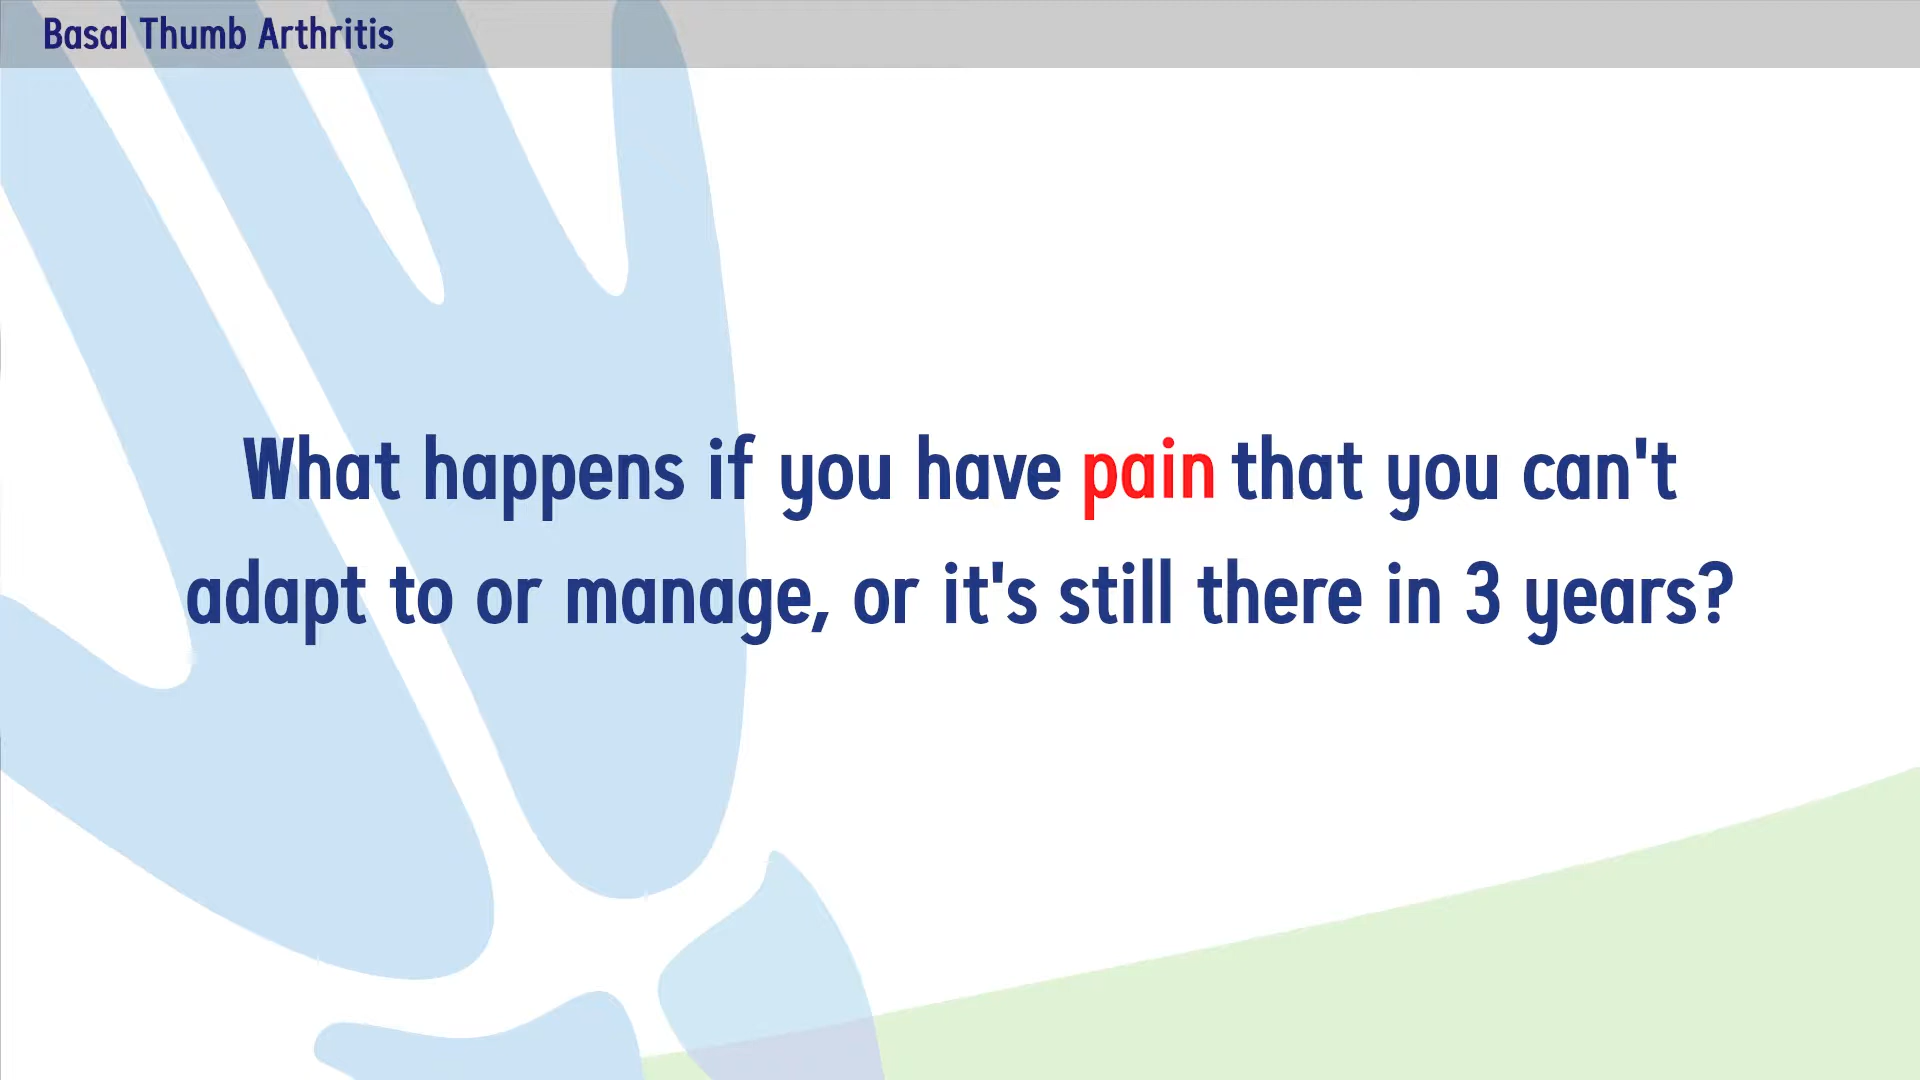 Basal Thumb Arthritis
What happens if you have pain that you can't
adapt to or manage, or it's still there in 3 years?